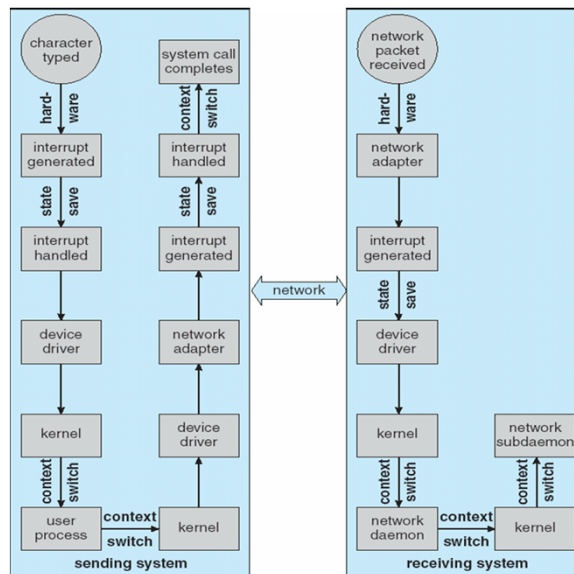 character
typed
hard-
ware
interrupt
generated
state
save
interrupt
handled
device
driver
kernel
context
switch
user
process
context
switch
kernel
device
driver
network
adapter
interrupt
generated
state
save
interrupt
handled
context
switch
system call
completes
sending system
network
network
packet
received
hard-
ware
network
adapter
interrupt
generated
state
save
device
driver
kernel
context
switch
network
daemon
context
switch
kernel
context
switch
network
subdaemon
receiving system